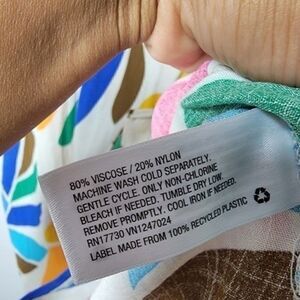 80% VISCOSE / 20% NYLON
MACHINE WASH COLD SEPARATELY.
GENTLE CYCLE. ONLY NON-CHLORINE
BLEACH IF NEEDED. TUMBLE DRY LOW.
REMOVE PROMPTLY. COOL IRON IF NEEDED.
RN17730 VN1247024
LABEL MADE FROM 100% RECYCLED PLASTIC